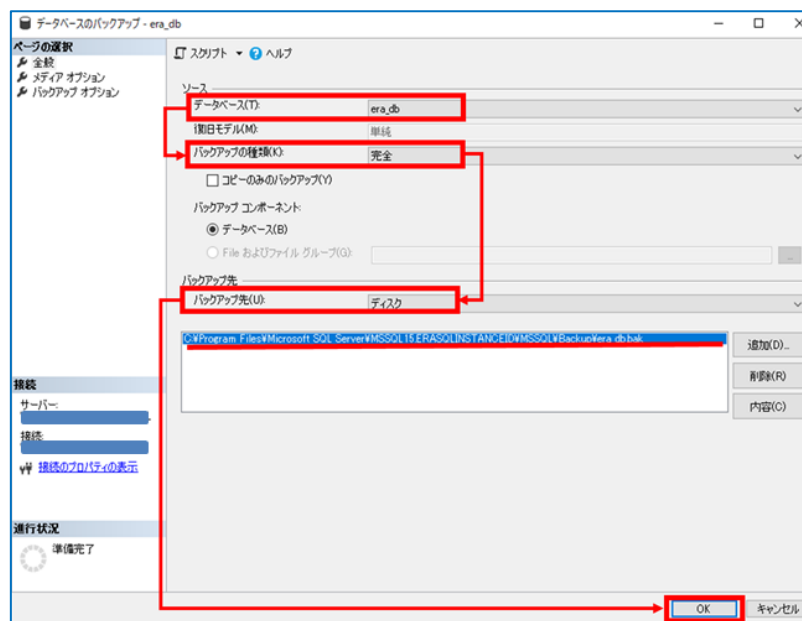 データベースのバックアップ - era_db
ページの選択
全般
メディア オプション
バックアップ オプション
スクリプト ヘルプ
ソース
データベース(T): era_db
復旧モデル(M): 単純
バックアップの種類(K): 完全
コピーのみのバックアップ(Y)
バックアップ コンポーネント:
データベース(B)
File およびファイル グループ(G): ...
バックアップ先
バックアップ先(U): ディスク
C:¥Program Files¥Microsoft SQL Server¥MSSQL15.ERASQLINSTANCEID¥MSSQL¥Backup¥era_db.bak
追加(D)...
削除(R)
内容(C)
接続
サーバー:
接続:
接続のプロパティの表示
進行状況
準備完了
OK キャンセル